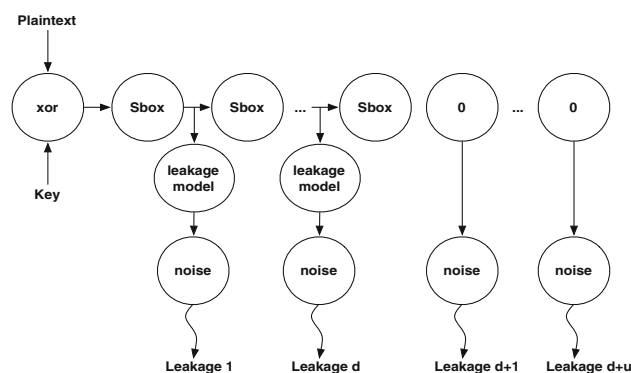 Plaintext
xor
Sbox
Sbox
...
Sbox
0
...
0
leakage
model
leakage
model
Key
noise
noise
noise
noise
Leakage 1
Leakage d
Leakage d+1
Leakage d+u